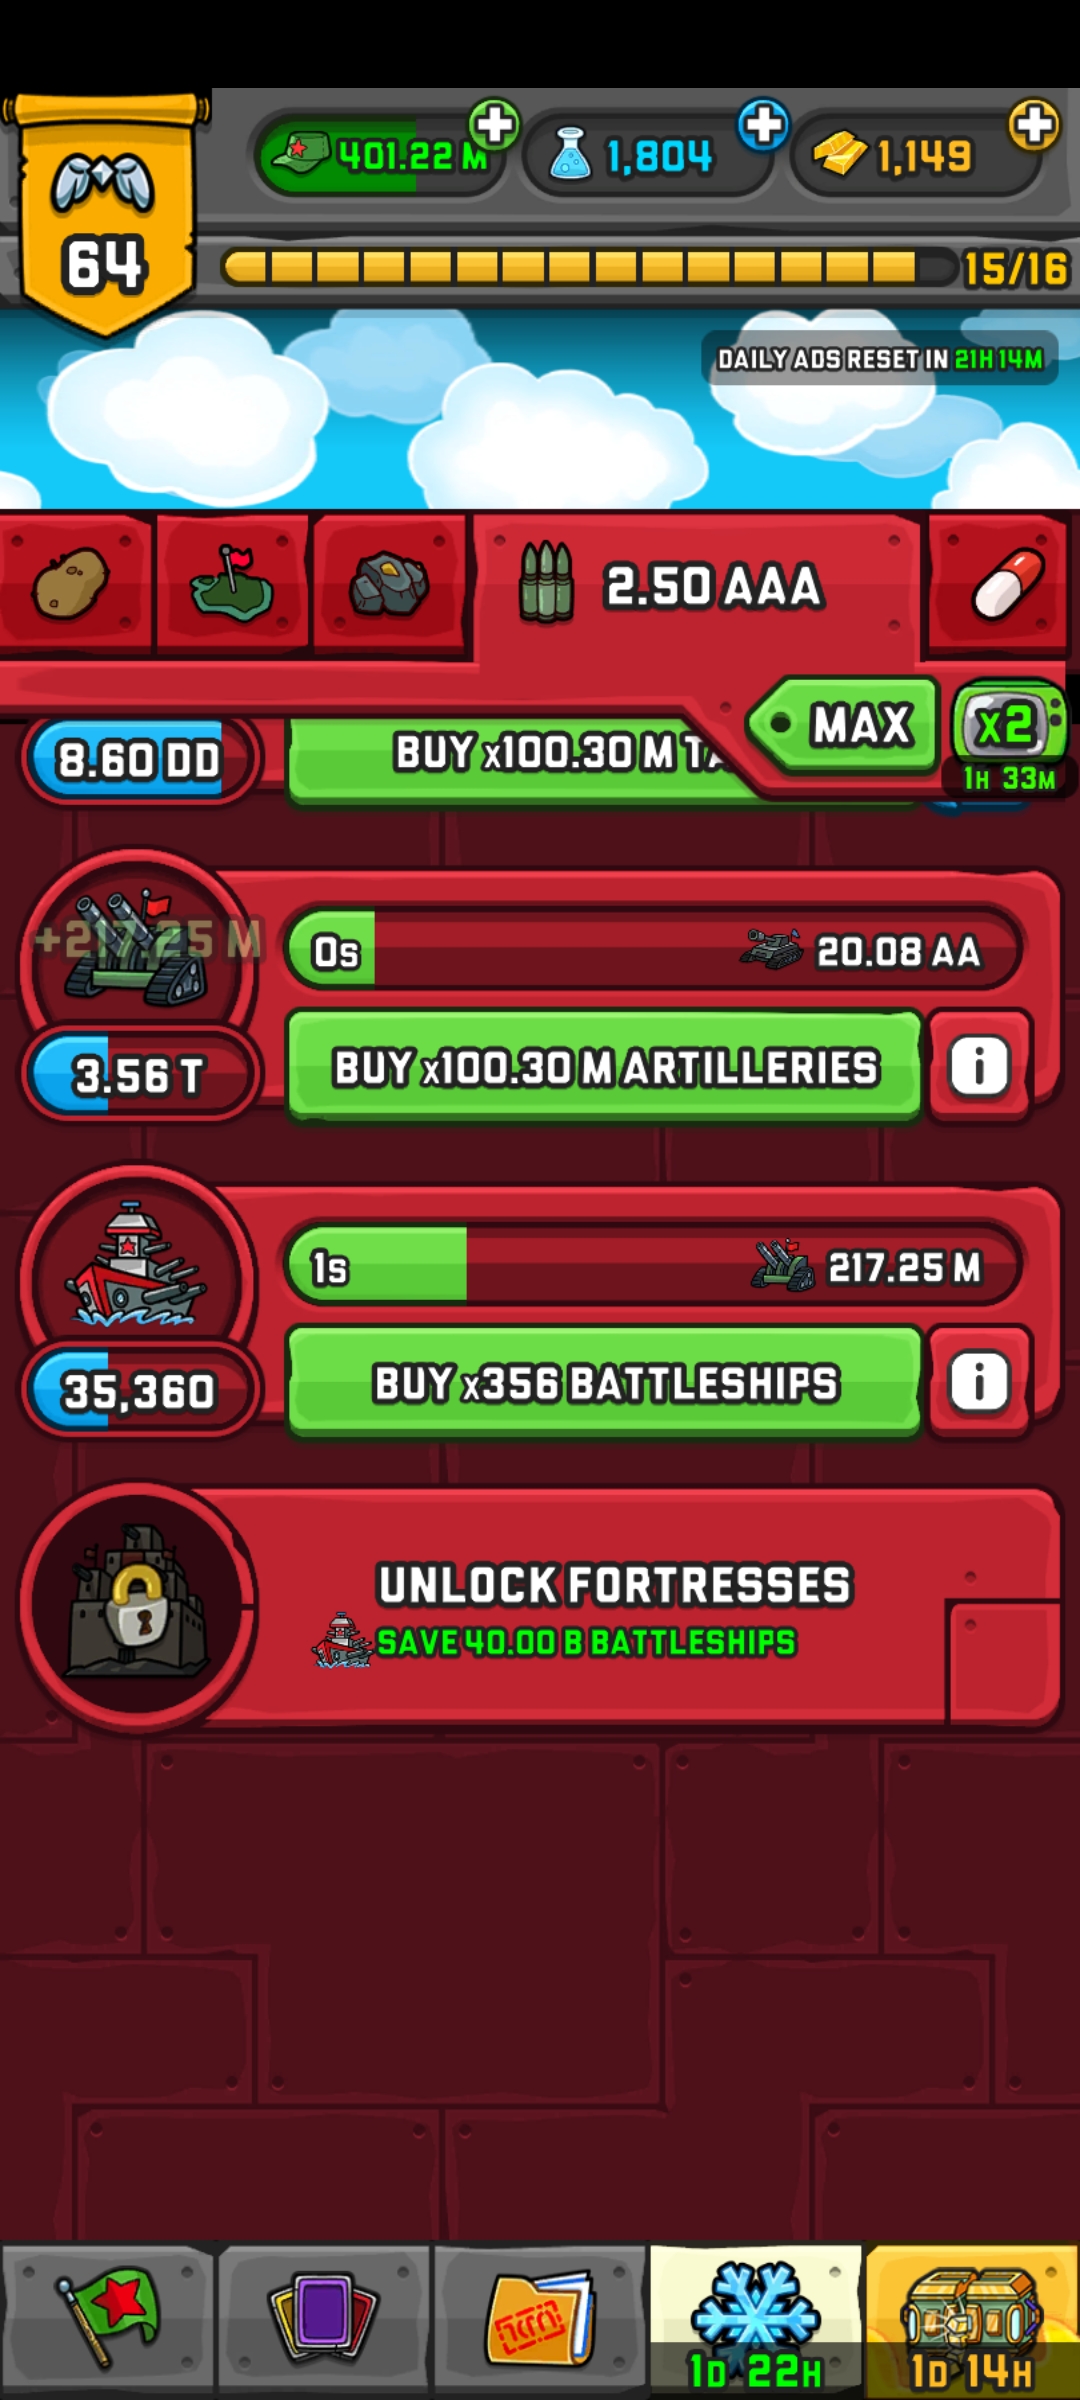 64
401.22 M
1,804
1,149
15/16
DAILY ADS RESET IN 21H 14M
2.50 AAA
MAX
X2
1H 33M
8.60 DD
BUY x100.30 M
+217.25 M
0s
20.08 AA
3.56 T
BUY x100.30 M ARTILLERIES
i
1s
217.25 M
35,360
BUY x356 BATTLESHIPS
i
UNLOCK FORTRESSES
SAVE 40.00 B BATTLESHIPS
1D 22H
1D 14H